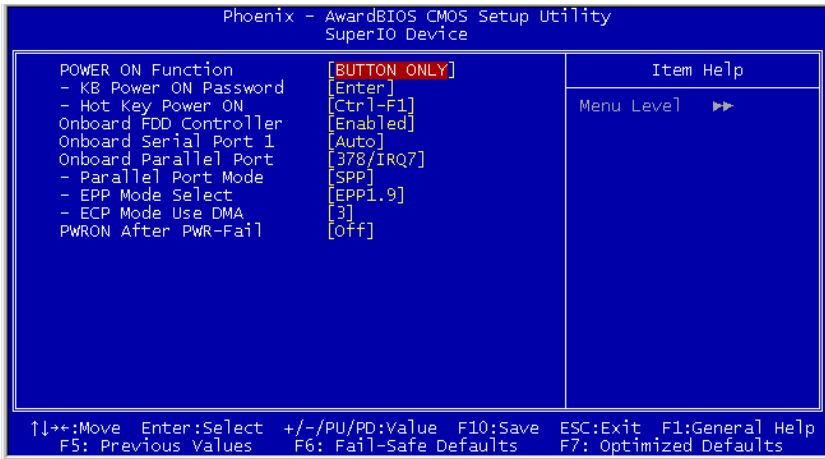 Phoenix - AwardBIOS CMOS Setup Utility
SuperIO Device
POWER ON Function [BUTTON ONLY]
- KB Power ON Password [Enter]
- Hot Key Power ON [Ctrl-F1]
Onboard FDD Controller [Enabled]
Onboard Serial Port 1 [Auto]
Onboard Parallel Port [378/IRQ7]
- Parallel Port Mode [SPP]
- EPP Mode Select [EPP1.9]
- ECP Mode Use DMA [3]
PWRON After PWR-Fail [Off]
Item Help
Menu Level ▶▶
↑↓→←:Move Enter:Select +/-/PU/PD:Value F10:Save ESC:Exit F1:General Help
F5: Previous Values F6: Fail-Safe Defaults F7: Optimized Defaults